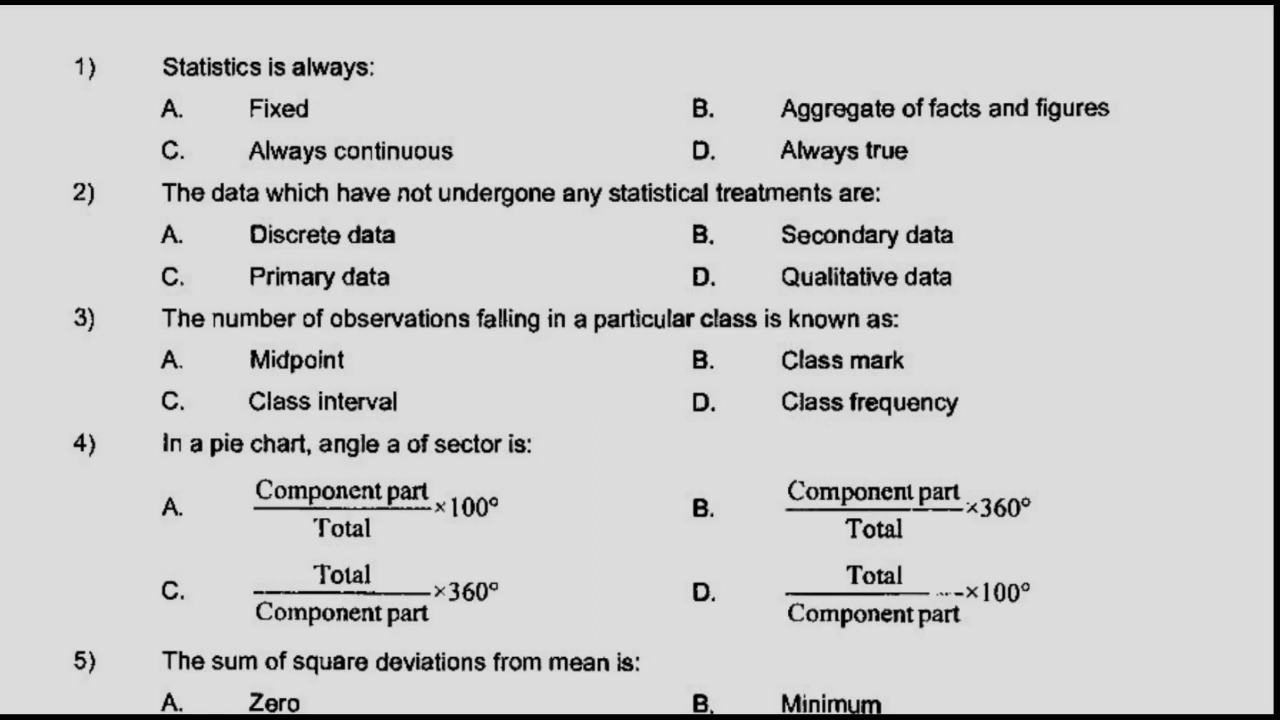 1) Statistics is always:
A. Fixed B. Aggregate of facts and figures
C. Always continuous D. Always true
2) The data which have not undergone any statistical treatments are:
A. Discrete data B. Secondary data
C. Primary data D. Qualitative data
3) The number of observations falling in a particular class is known as:
A. Midpoint B. Class mark
C. Class interval D. Class frequency
4) In a pie chart, angle a of sector is:
A. Component part / Total ×100° B. Component part / Total ×360°
C. Total / Component part ×360° D. Total / Component part ×100°
5) The sum of square deviations from mean is:
A. Zero B. Minimum